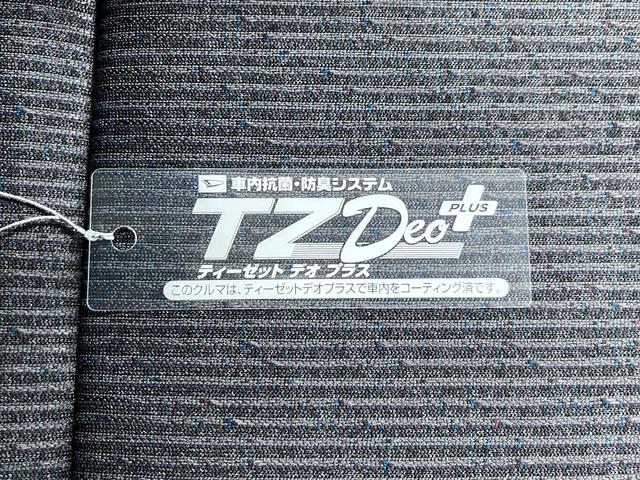 車内抗菌・防臭システム
TZ Deo PLUS
ティーゼット デオ プラス
このクルマは、ティーゼットデオプラスで車内をコーティング済です。